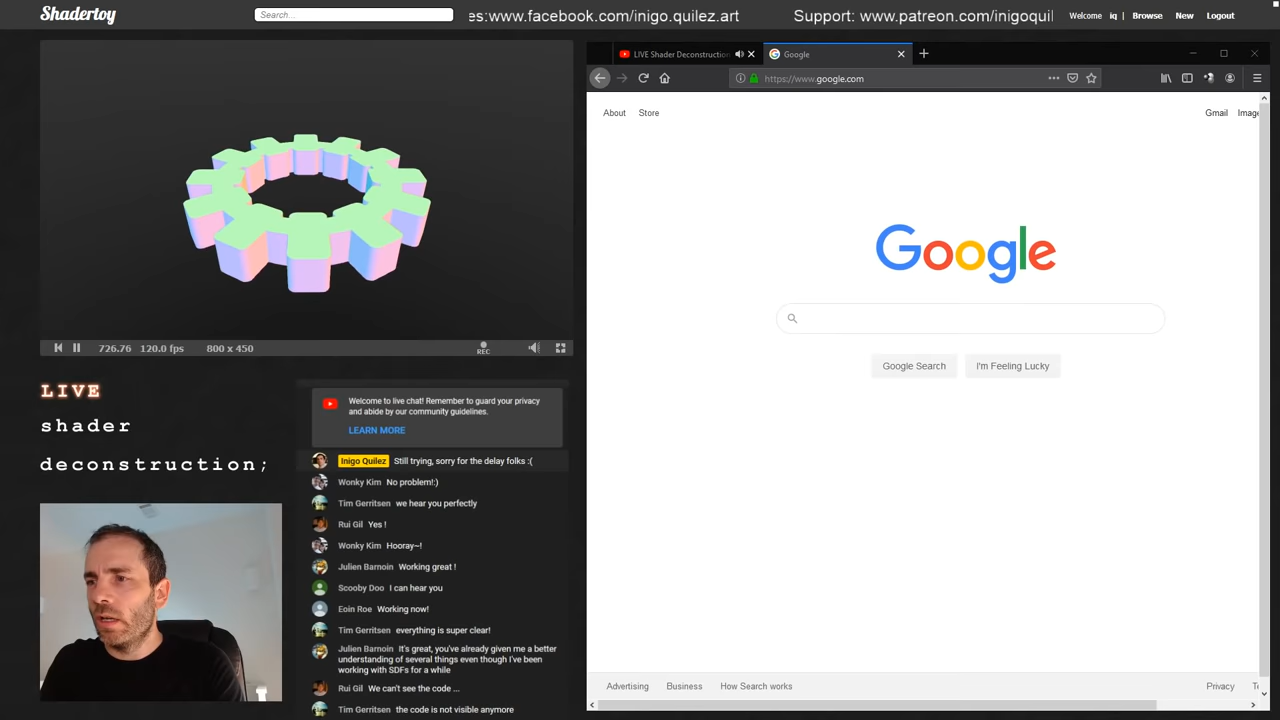 Shadertoy
Search...
es:www.facebook.com/inigo.quilez.art
Support: www.patreon.com/inigoquil
Welcome iq | Browse New Logout
LIVE Shader Deconstruction
Google
https://www.google.com
About Store
Gmail Image
Google
Google Search
I'm Feeling Lucky
726.76 120.0 fps 800 x 450
REC
LIVE
shader
deconstruction;
Welcome to live chat! Remember to guard your privacy
and abide by our community guidelines.
LEARN MORE
Inigo Quilez Still trying, sorry for the delay folks :(
Wonky Kim No problem!:)
Tim Gerritsen we hear you perfectly
Rui Gil Yes !
Wonky Kim Hooray~!
Julien Barnoin Working great !
Scooby Doo I can hear you
Eoin Roe Working now!
Tim Gerritsen everything is super clear!
Julien Barnoin It's great, you've already given me a better
understanding of several things even though I've been
working with SDFs for a while
Rui Gil We can't see the code ...
Tim Gerritsen the code is not visible anymore
Advertising Business How Search works
Privacy Te